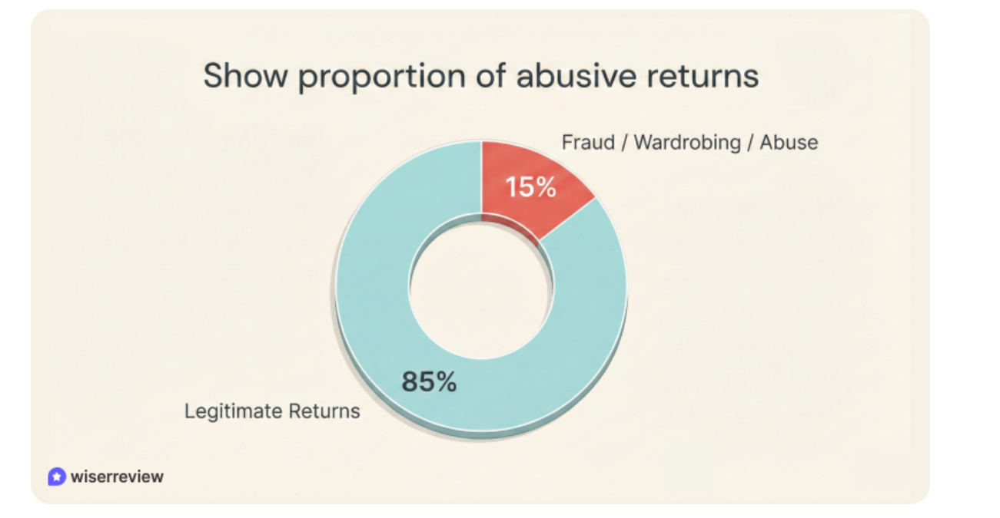 Show proportion of abusive returns
Fraud / Wardrobing / Abuse
15%
85%
Legitimate Returns
wiserreview